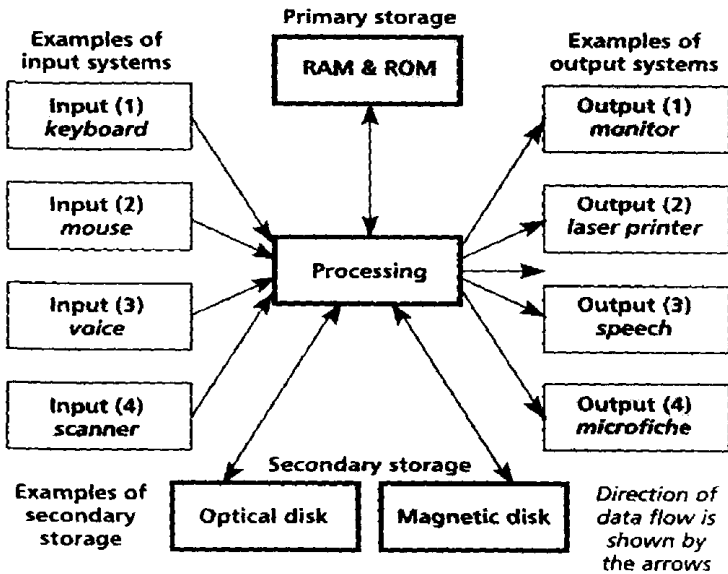 Primary storage
RAM & ROM
Examples of
input systems
Input (1)
keyboard
Input (2)
mouse
Input (3)
voice
Input (4)
scanner
Processing
Examples of
output systems
Output (1)
monitor
Output (2)
laser printer
Output (3)
speech
Output (4)
microfiche
Secondary storage
Examples of
secondary
storage
Optical disk
Magnetic disk
Direction of
data flow is
shown by
the arrows